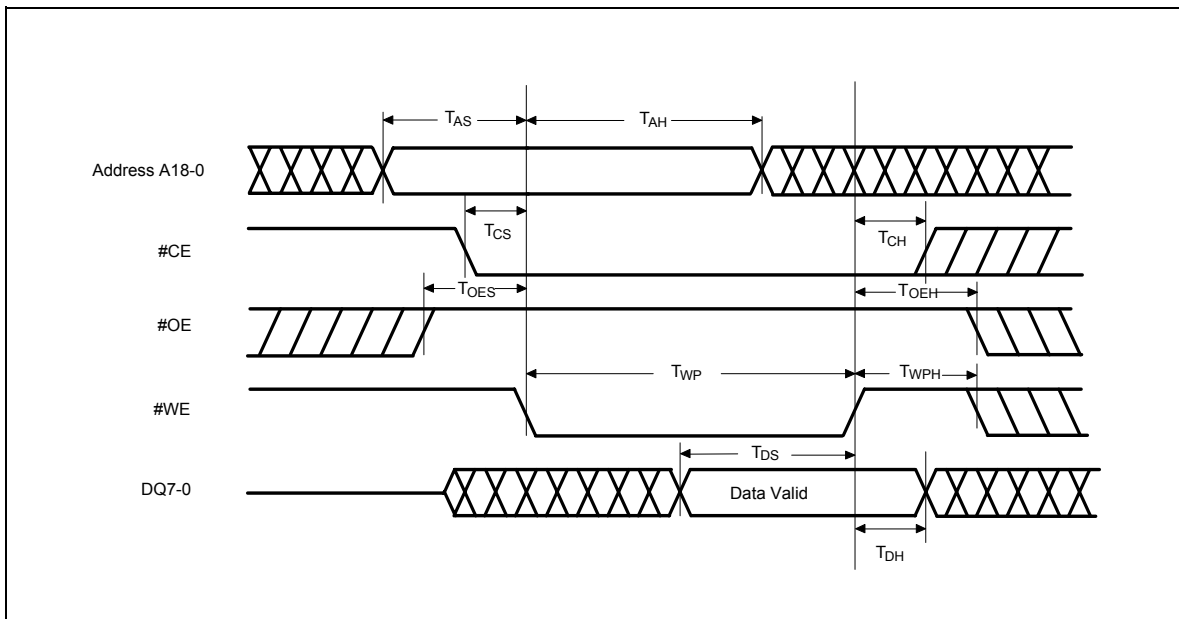 TAS
TAH
Address A18-0
TCS
TCH
#CE
TOES
TOEH
#OE
TWP
TWPH
#WE
TDS
DQ7-0
Data Valid
TDH